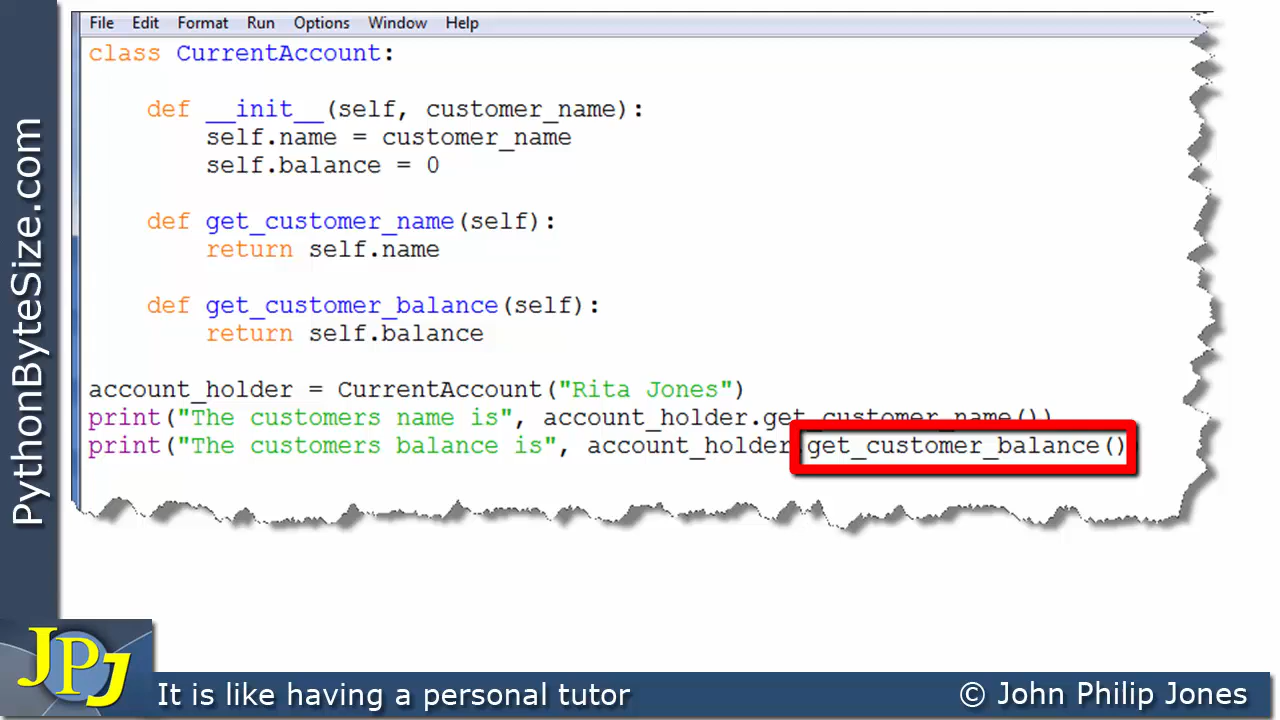 File Edit Format Run Options Window Help
class CurrentAccount:
def __init__(self, customer_name):
self.name = customer_name
self.balance = 0
def get_customer_name(self):
return self.name
def get_customer_balance(self):
return self.balance
account_holder = CurrentAccount("Rita Jones")
print("The customers name is", account_holder.get_customer_name())
print("The customers balance is", account_holder.get_customer_balance()
PythonByteSize.com
JPJ
It is like having a personal tutor
© John Philip Jones